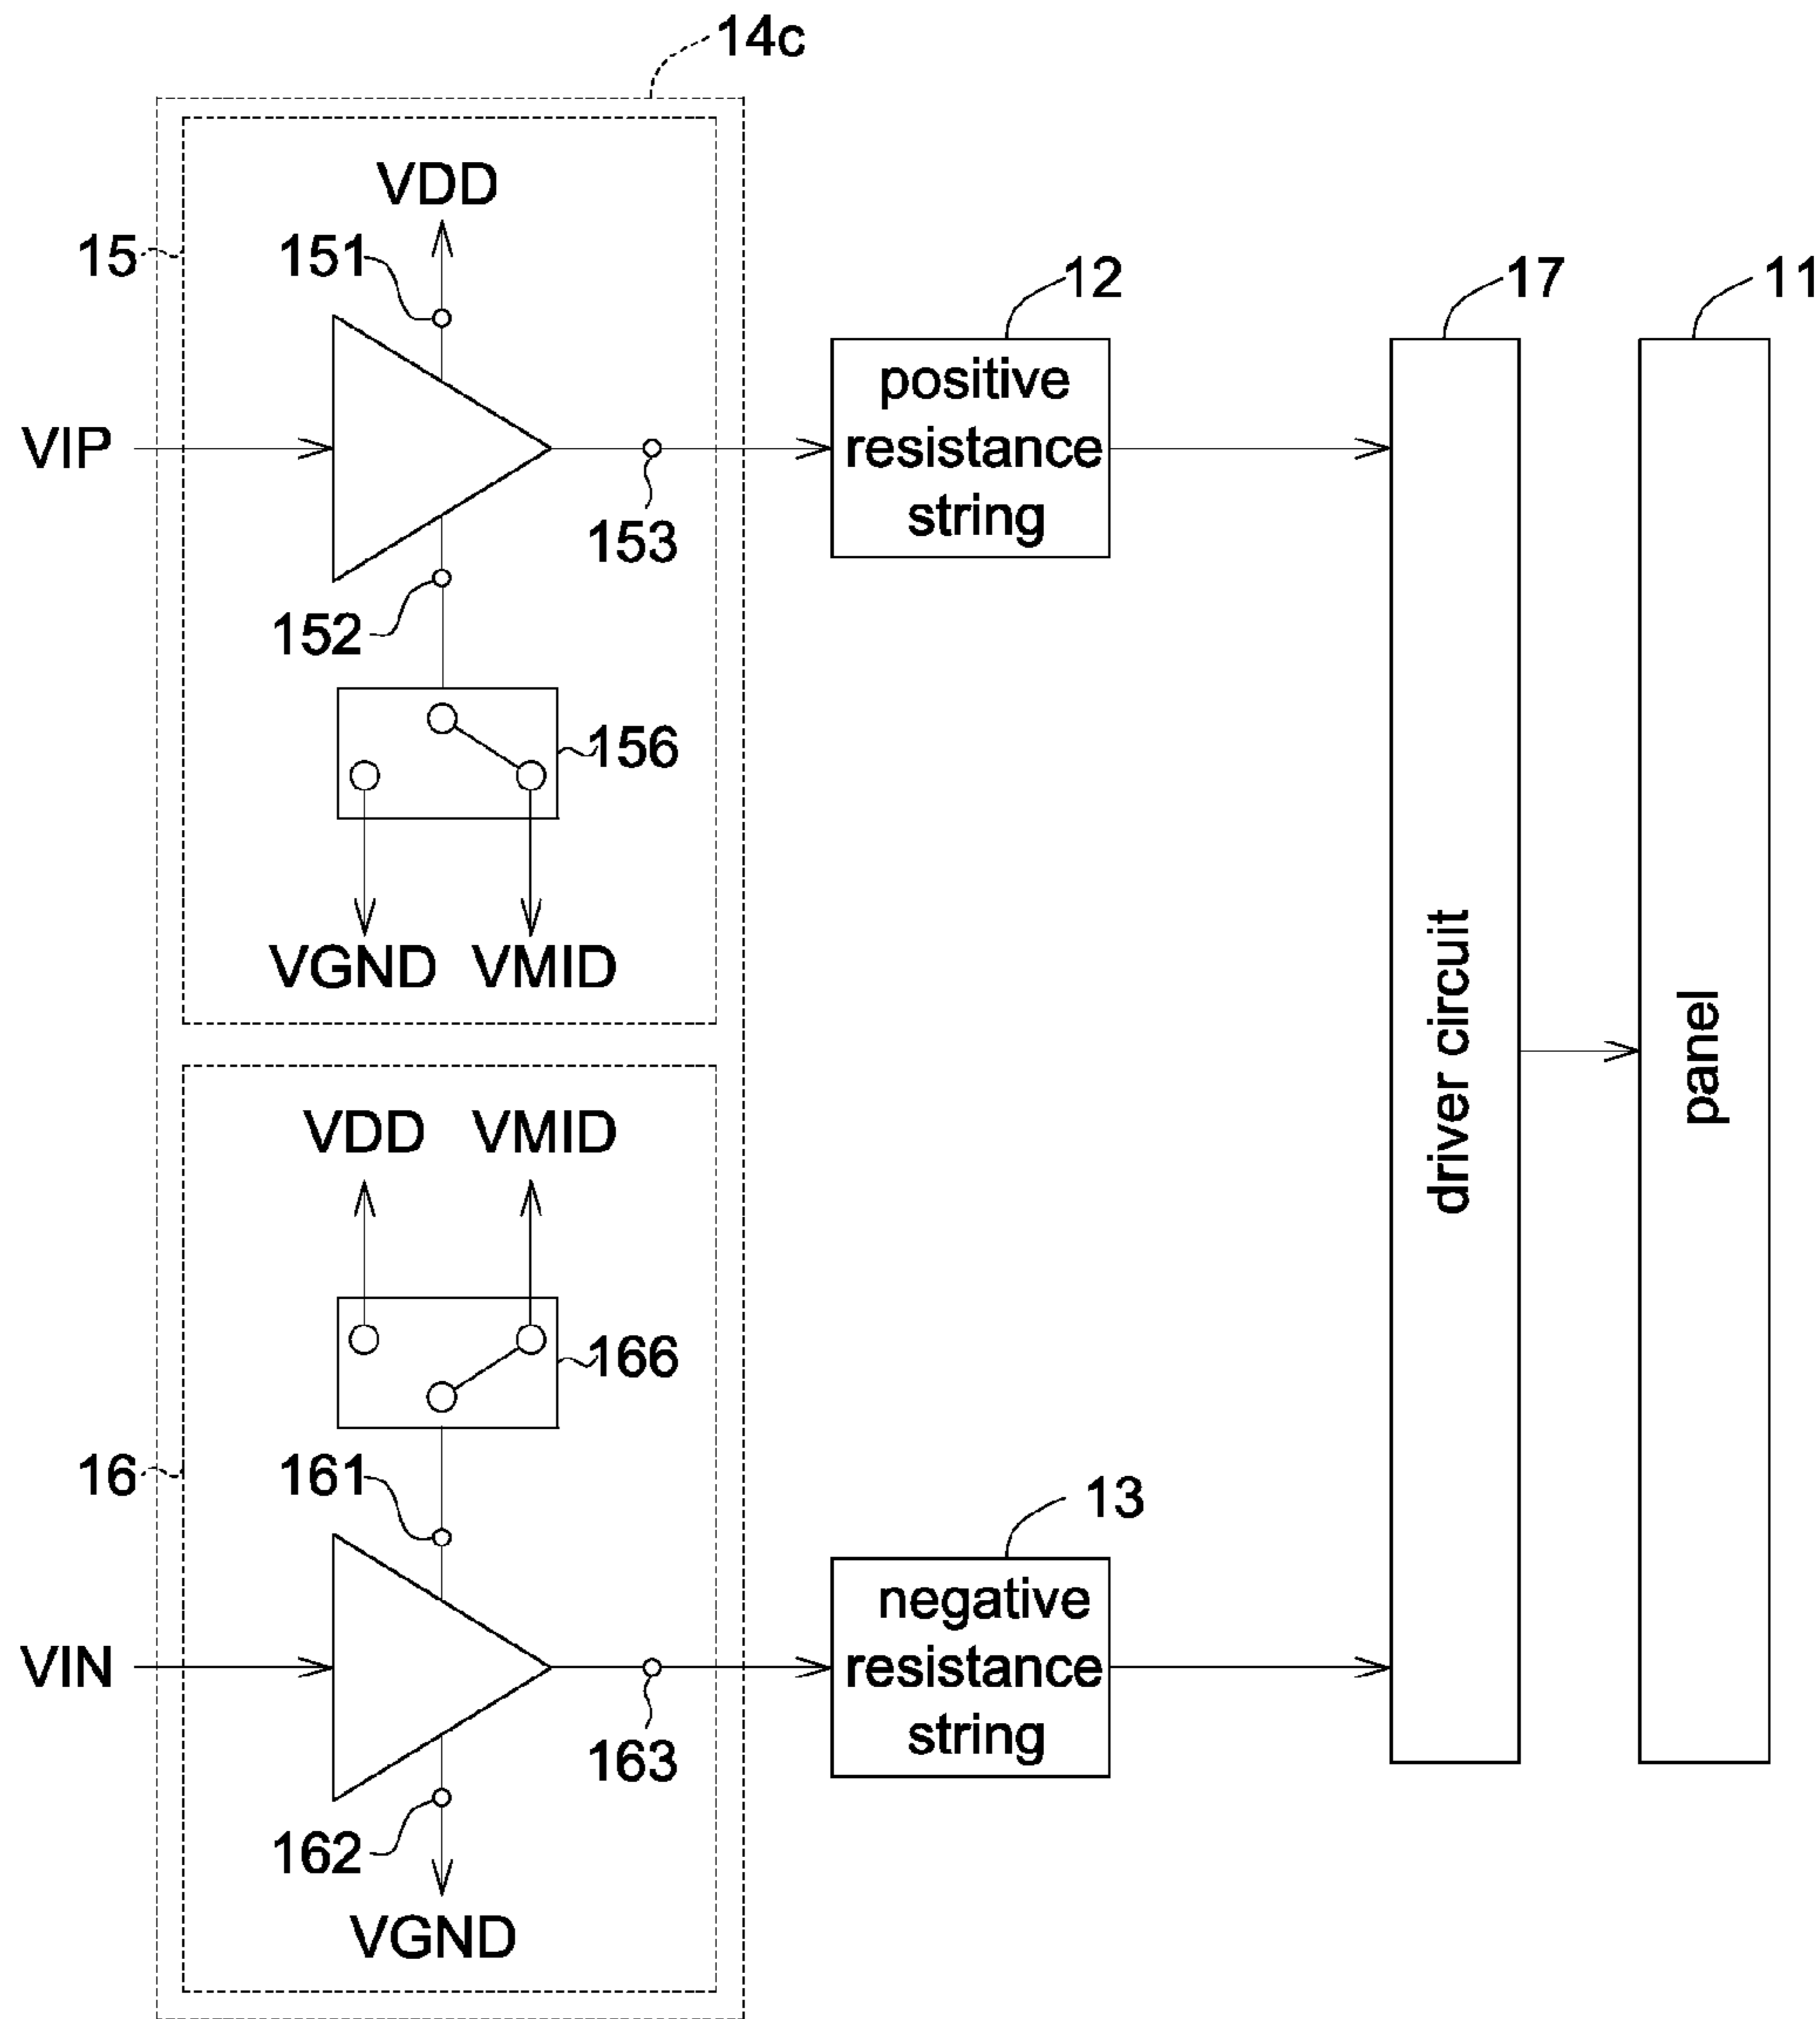 14c
VDD
15
151
12
17
11
VIP
positive
resistance
string
153
152
156
VGND
VMID
driver circuit
panel
VDD
VMID
166
16
161
13
VIN
negative
resistance
string
163
162
VGND